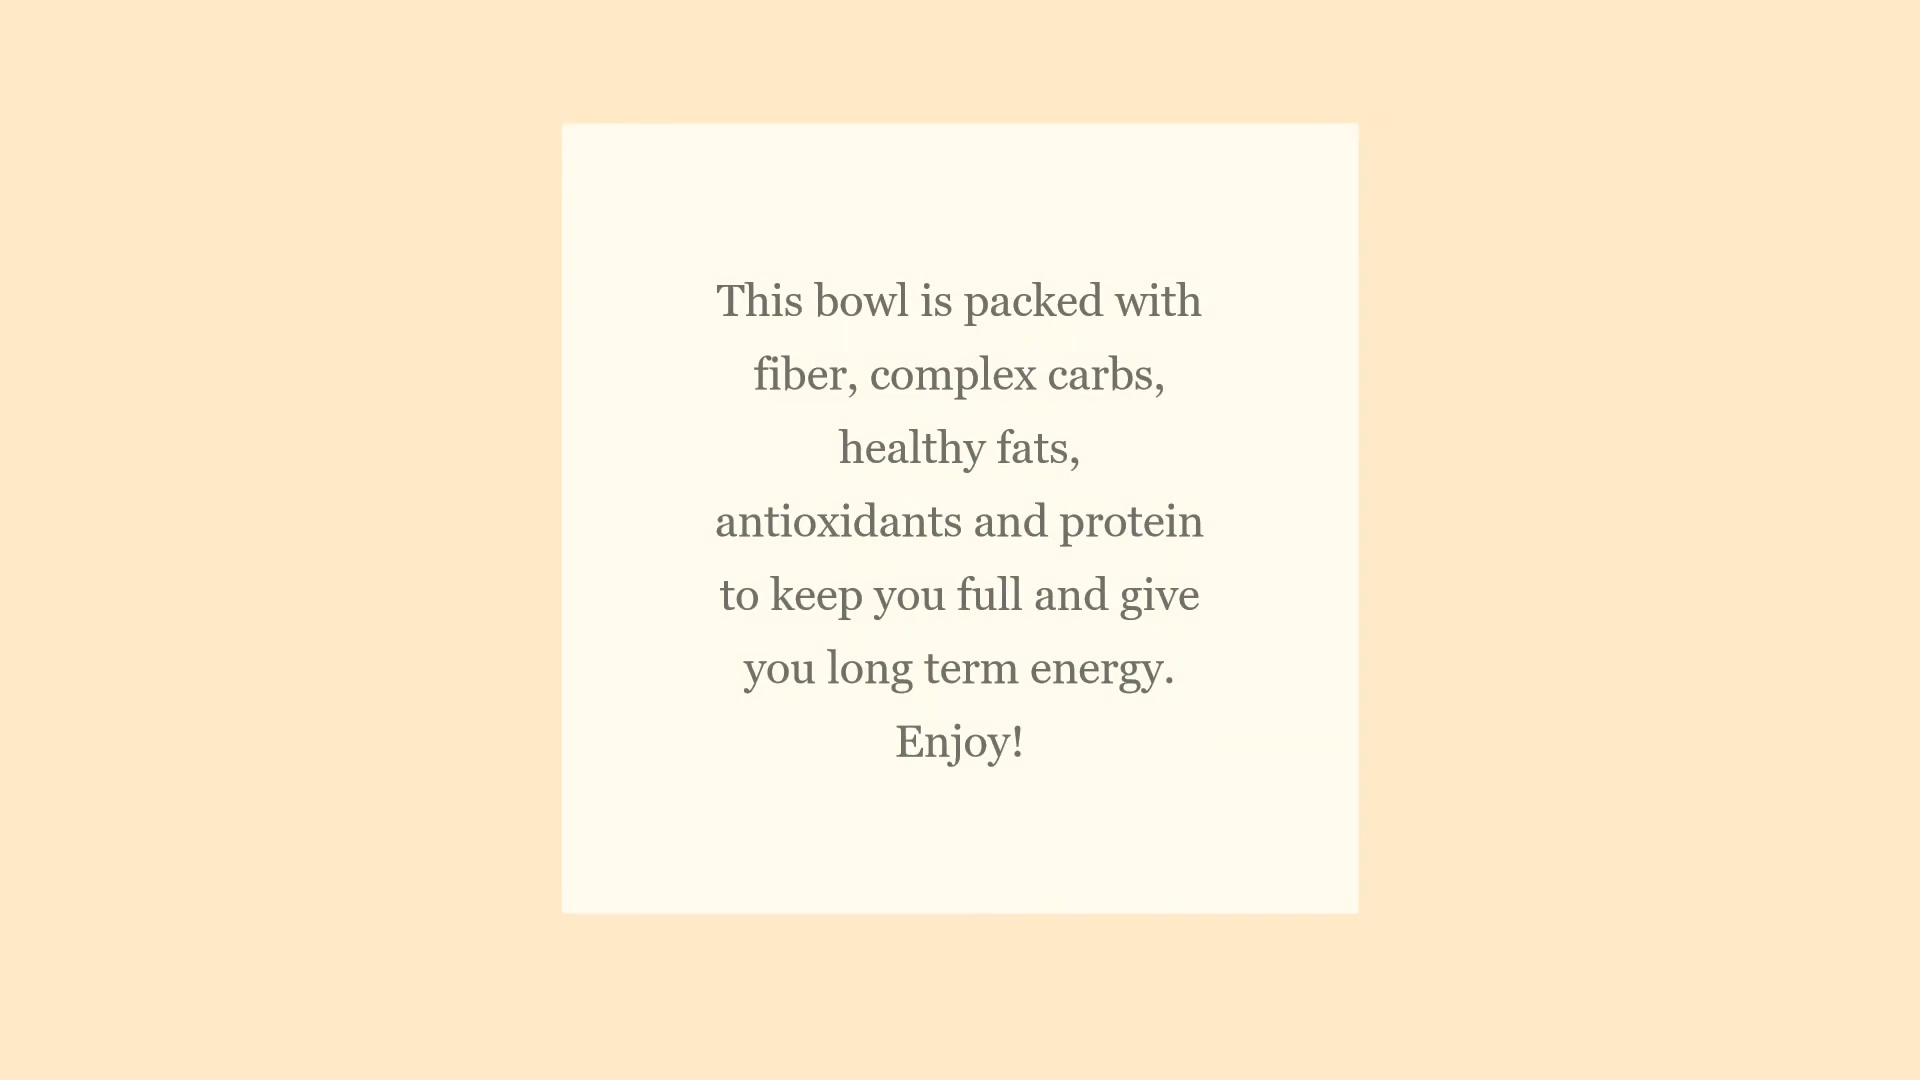 This bowl is packed with
fiber, complex carbs,
healthy fats,
antioxidants and protein
to keep you full and give
you long term energy.
Enjoy!